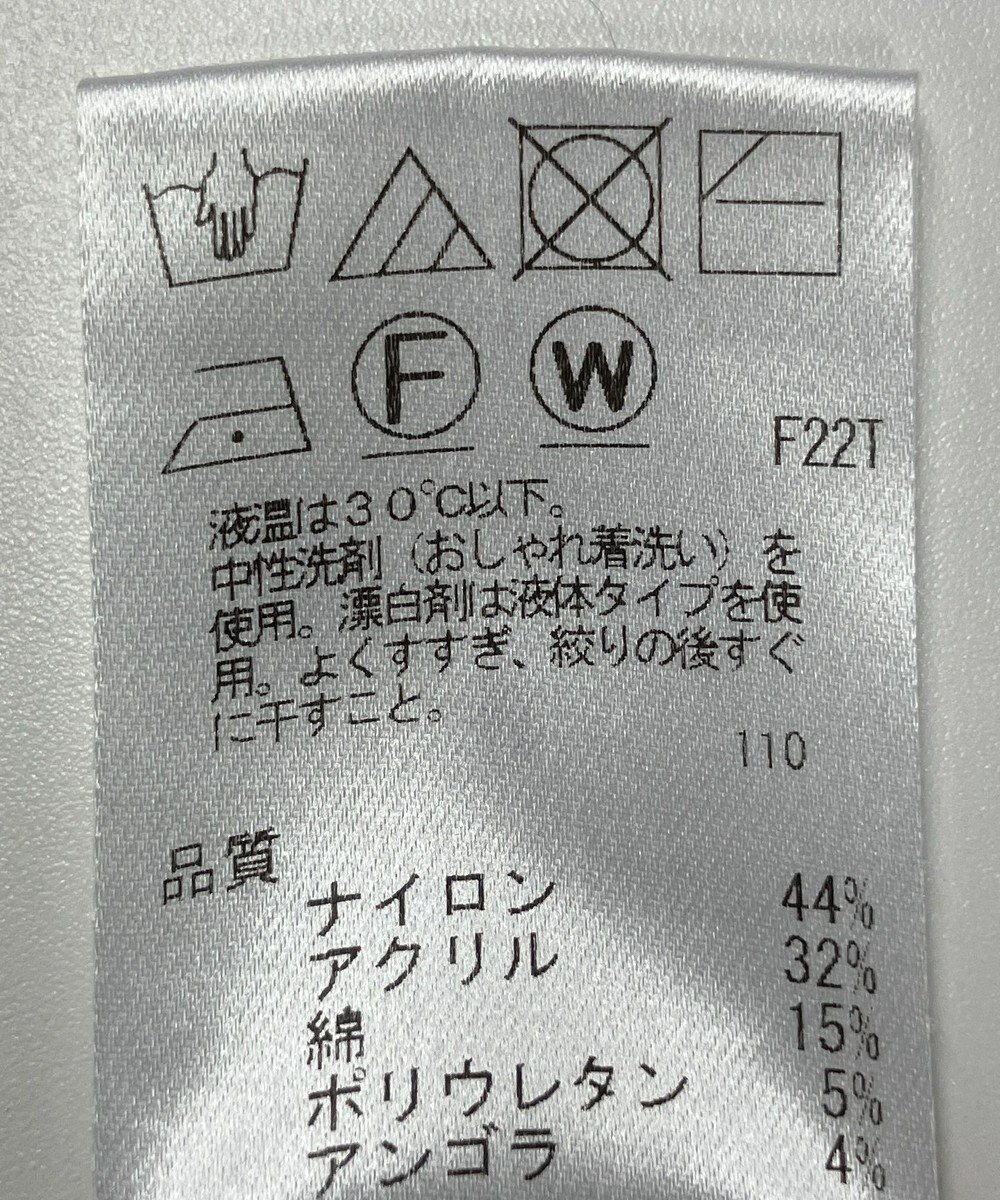 F W
F22T
液温は30℃以下。
中性洗剤（おしゃれ着洗い）を
使用。漂白剤は液体タイプを使
用。よくすすぎ、絞りの後すぐ
に干すこと。
110
品質
ナイロン 44%
アクリル 32%
綿 15%
ポリウレタン 5%
アンゴラ 4%